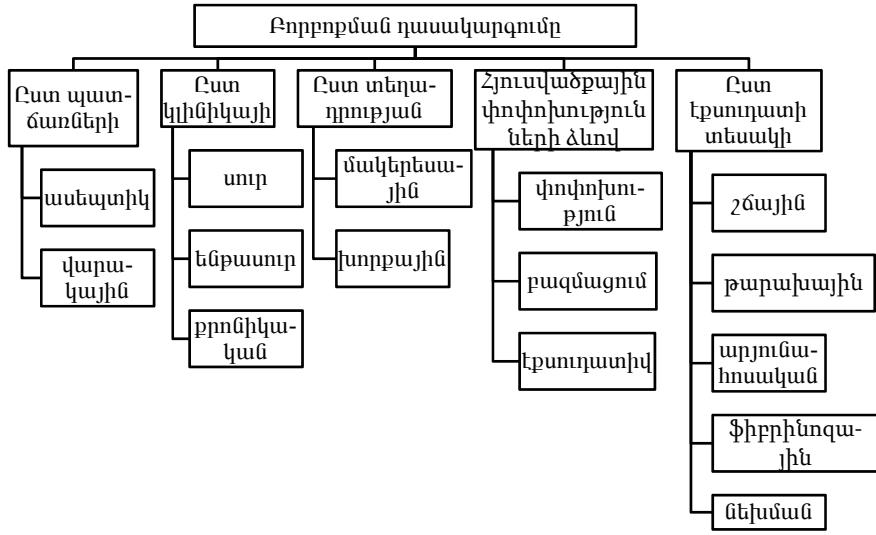 Բորբոքման դասակարգումը
Ըստ պատ-
ճառների
ասեպտիկ
վարա-
կային
Ըստ
կլինիկայի
սուր
ենթասուր
քրոնիկա-
կան
Ըստ տեղա-
դրության
մակերեսա-
յին
խորքային
Հյուսվածքային
փոփոխություն
ների ձևով
փոփոխու-
թյուն
բազմացում
էքսուդատիվ
Ըստ
էքսուդատի
տեսակի
շճային
թարախային
արյունա-
հոսական
ֆիբրինոզա-
յին
նեխման